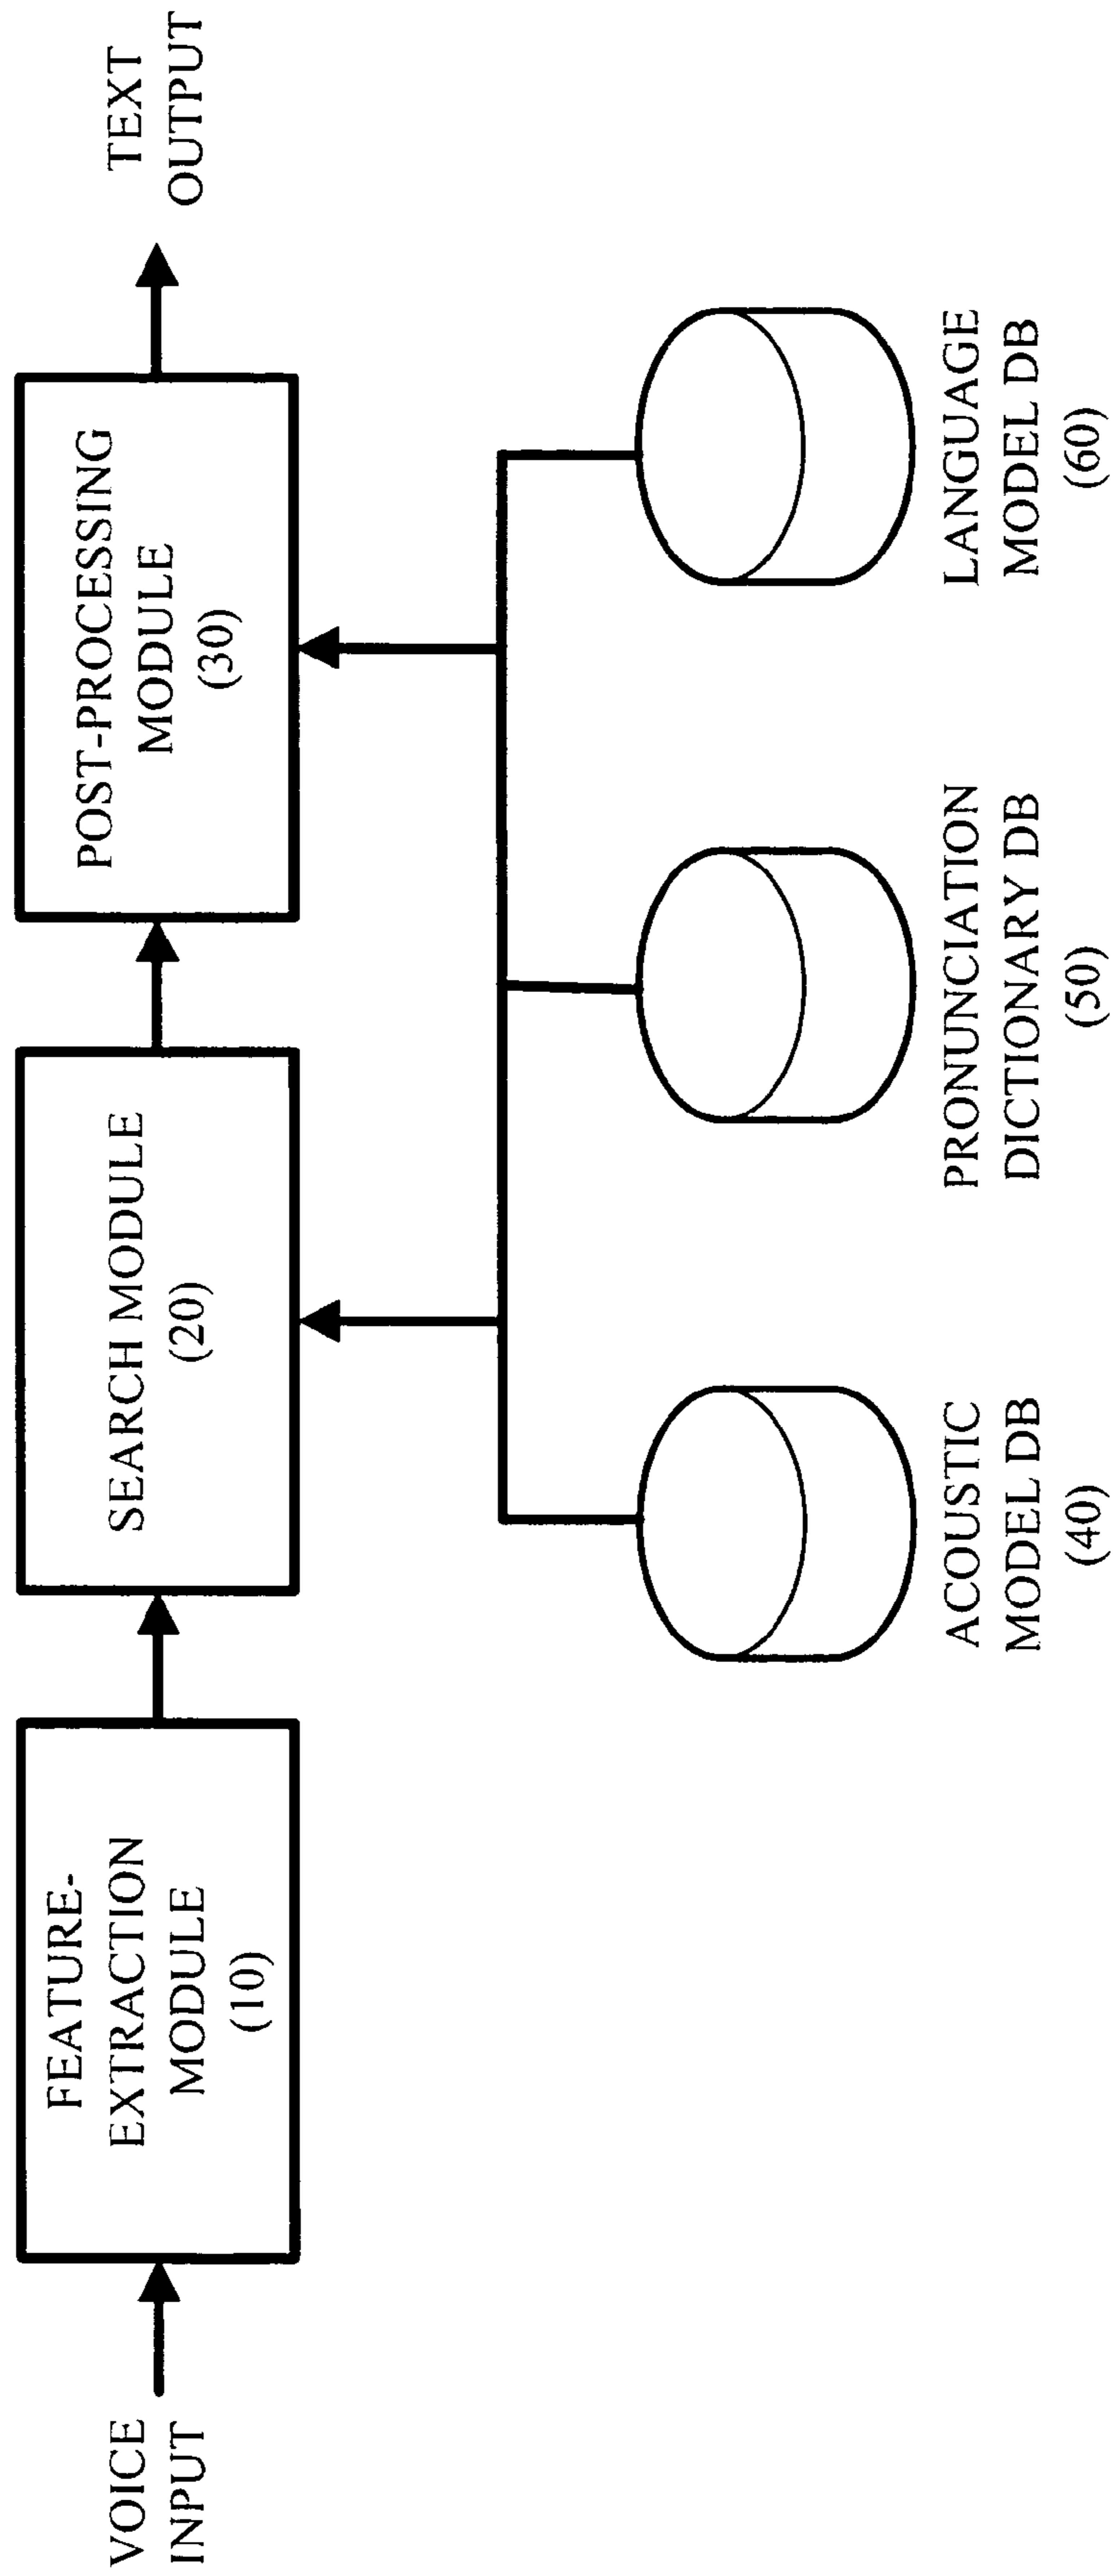 VOICE
INPUT
FEATURE-
EXTRACTION
MODULE
(10)
SEARCH MODULE
(20)
POST-PROCESSING
MODULE
(30)
TEXT
OUTPUT
ACOUSTIC
MODEL DB
(40)
PRONUNCIATION
DICTIONARY DB
(50)
LANGUAGE
MODEL DB
(60)